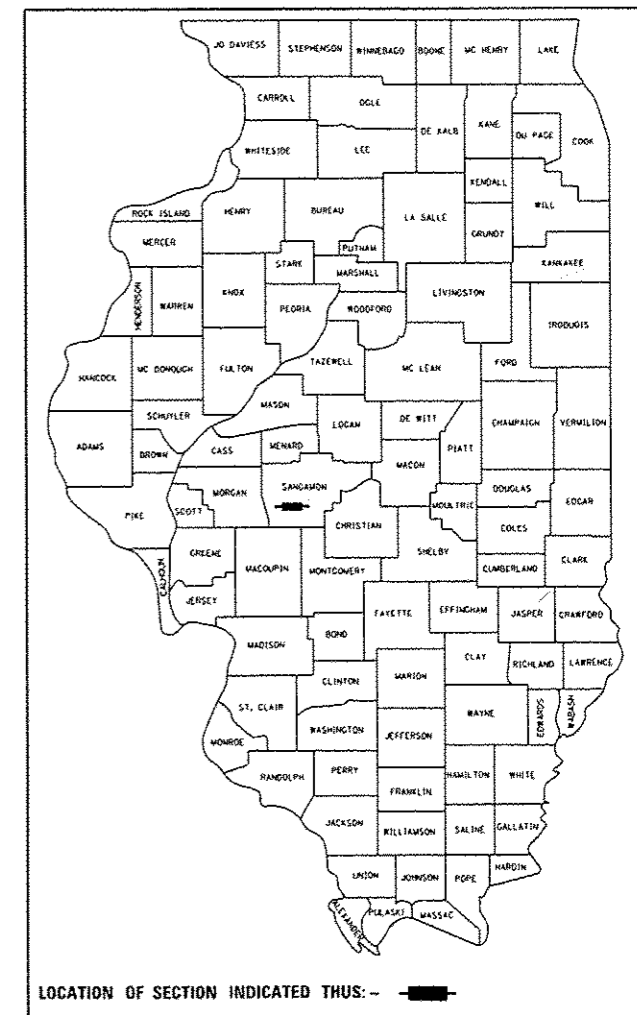 JO DAVIESS STEPHENSON WINNEBAGO BOONE MC HENRY LAKE
CARROLL OGLE DE KALB KANE DU PAGE COOK
WHITESIDE LEE
KENDALL WILL
ROCK ISLAND HENRY BUREAU LA SALLE GRUNDY
MERCER PUTNAM KANKAKEE
STARK MARSHALL
HENDERSON WARREN KNOX PEORIA WOODFORD LIVINGSTON IROQUOIS
HANCOCK MC DONOUGH FULTON TAZEWELL MC LEAN FORD
SCHUYLER MASON LOGAN DE WITT CHAMPAIGN VERMILION
ADAMS BROWN CASS MENARD MACON PIATT
PIKE SCOTT MORGAN SANGAMON MOULTRIE DOUGLAS EDGAR
CHRISTIAN COLES
CALHOUN GREENE MACOUPIN MONTGOMERY SHELBY CUMBERLAND CLARK
JERSEY FAYETTE EFFINGHAM JASPER CRAWFORD
MADISON BOND
CLAY RICHLAND LAWRENCE
CLINTON MARION
ST. CLAIR WAYNE EDWARDS WABASH
MONROE WASHINGTON JEFFERSON
RANDOLPH PERRY HAMILTON WHITE
FRANKLIN
JACKSON WILLIAMSON SALINE GALLATIN
UNION JOHNSON POPE HARDIN
ALEXANDER PULASKI MASSAC
LOCATION OF SECTION INDICATED THUS:-